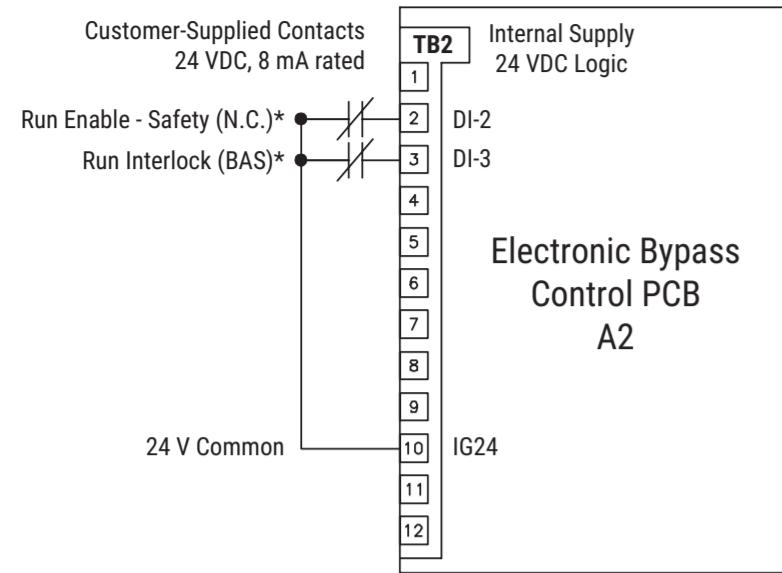 Customer-Supplied Contacts
24 VDC, 8 mA rated
TB2
Internal Supply
24 VDC Logic
1
Run Enable - Safety (N.C.)*
2
DI-2
Run Interlock (BAS)*
3
DI-3
4
5
6
7
8
9
Electronic Bypass
Control PCB
A2
24 V Common
10
IG24
11
12